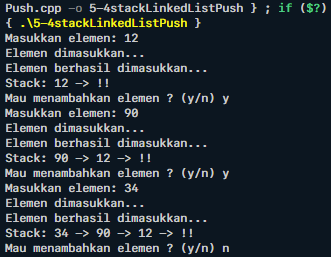 Push.cpp -o 5-4stackLinkedListPush } ; if ($?)
{ .\5-4stackLinkedListPush }
Masukkan elemen: 12
Elemen dimasukkan...
Elemen berhasil dimasukkan...
Stack: 12 -> !!
Mau menambahkan elemen ? (y/n) y
Masukkan elemen: 90
Elemen dimasukkan...
Elemen berhasil dimasukkan...
Stack: 90 -> 12 -> !!
Mau menambahkan elemen ? (y/n) y
Masukkan elemen: 34
Elemen dimasukkan...
Elemen berhasil dimasukkan...
Stack: 34 -> 90 -> 12 -> !!
Mau menambahkan elemen ? (y/n) n